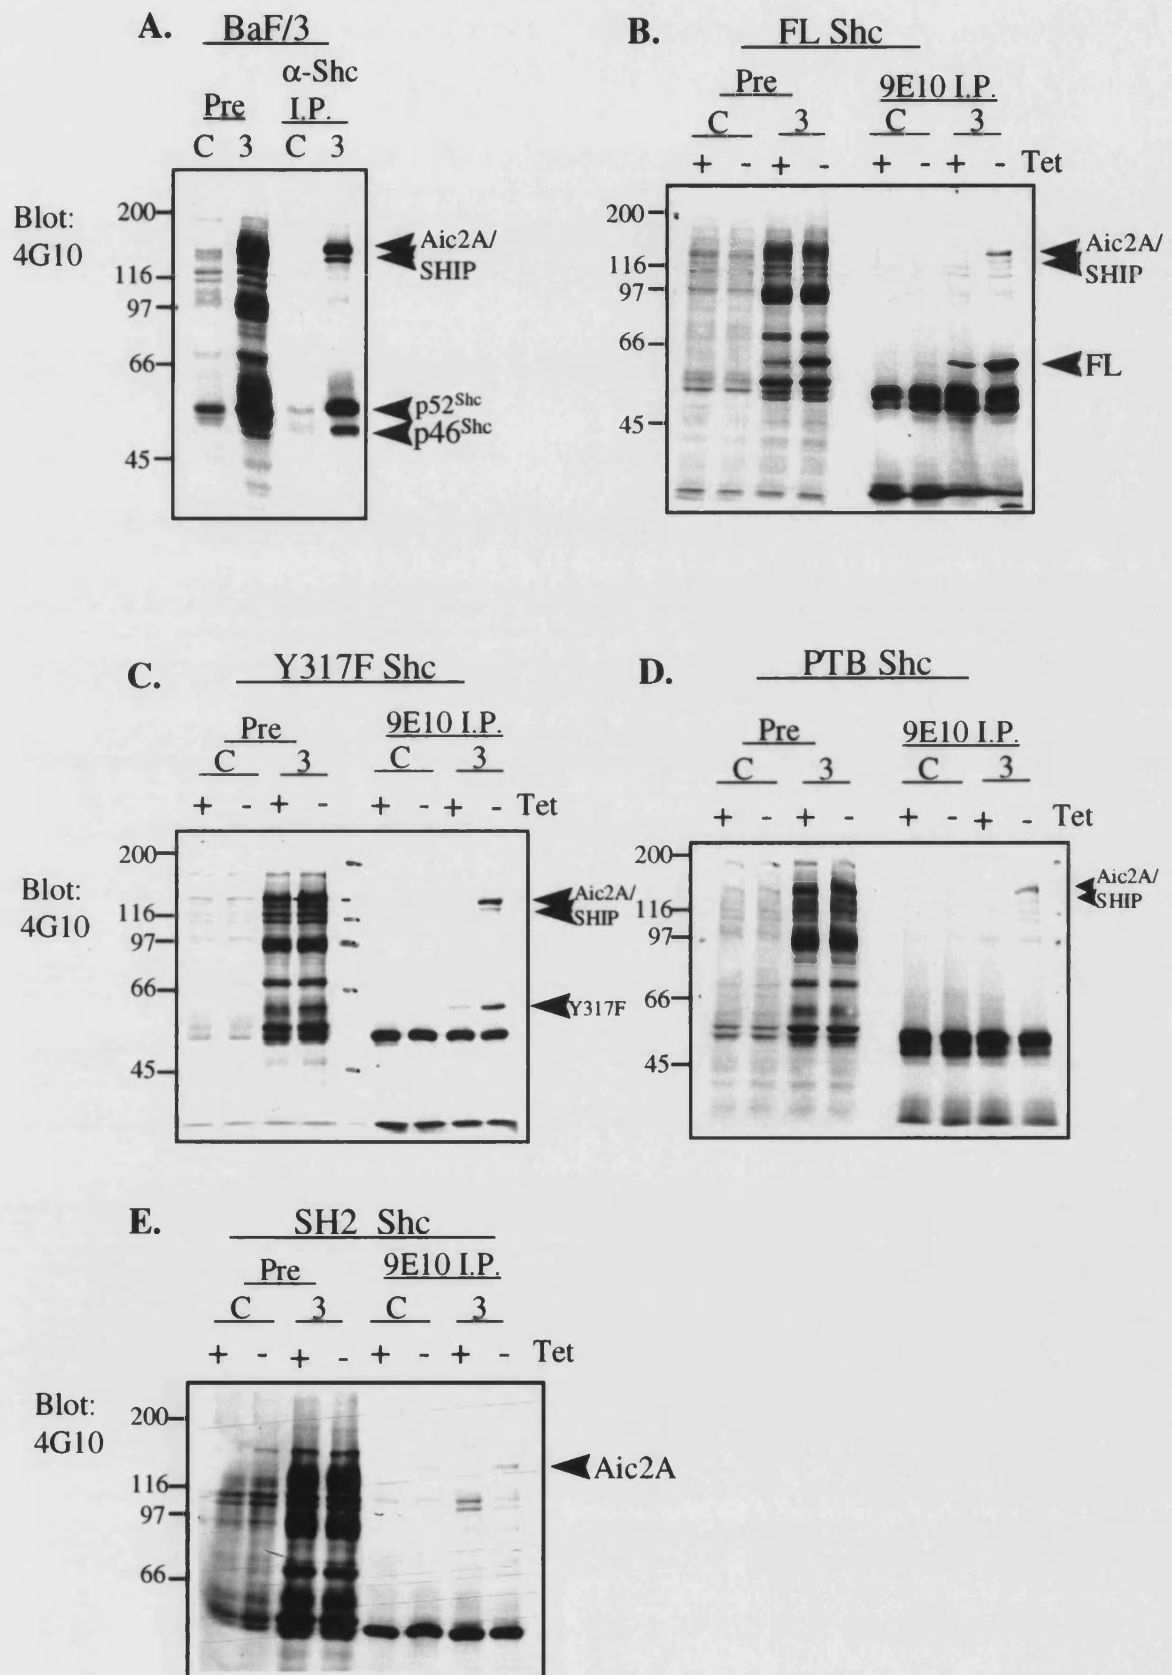 A. BaF/3
α-Shc
Pre I.P.
C 3 C 3
Blot:
4G10
200
116
97
66
45
Aic2A/
SHIP
p52Shc
p46Shc
B. FL Shc
Pre 9E10 I.P.
C 3 C 3
+ - + - + - + - Tet
200
116
97
66
45
Aic2A/
SHIP
FL
C. Y317F Shc
Pre 9E10 I.P.
C 3 C 3
+ - + - + - + - Tet
Blot:
4G10
200
116
97
66
45
Aic2A/
SHIP
Y317F
D. PTB Shc
Pre 9E10 I.P.
C 3 C 3
+ - + - + - + - Tet
200
116
97
66
45
Aic2A/
SHIP
E. SH2 Shc
Pre 9E10 I.P.
C 3 C 3
+ - + - + - + - Tet
Blot:
4G10
200
116
97
66
Aic2A